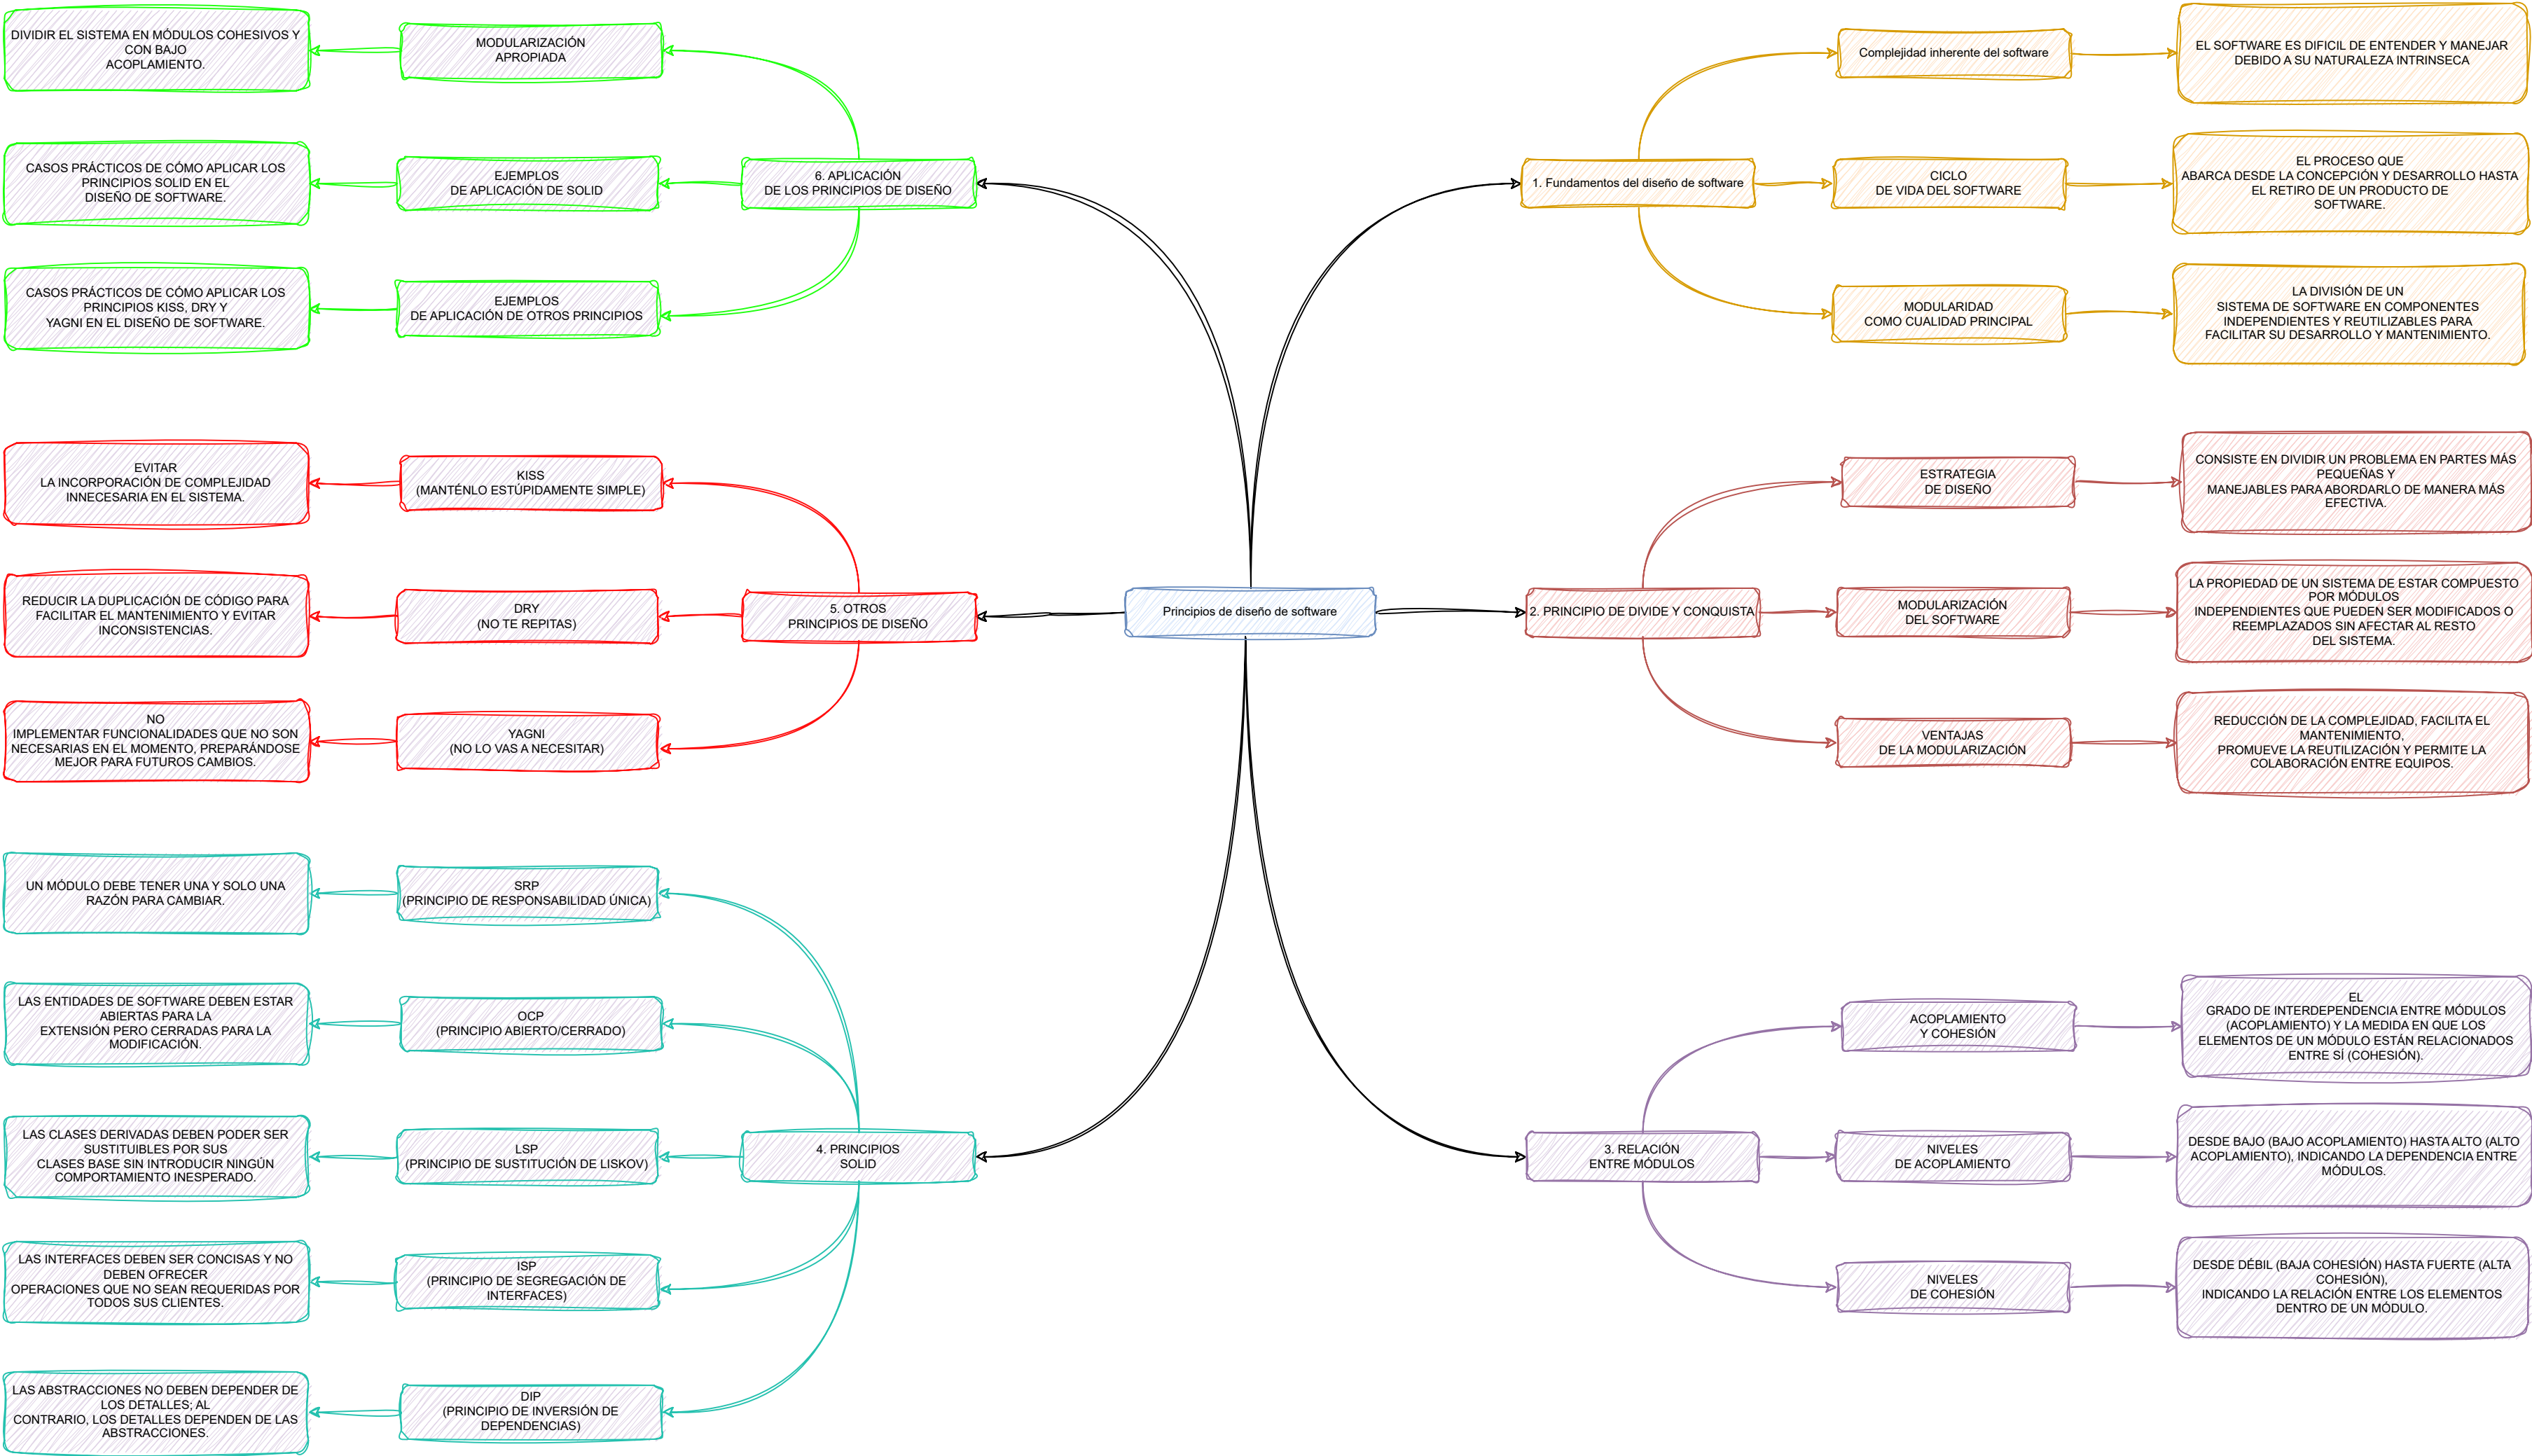 Principios de diseño de software
1. Fundamentos del diseño de software
Complejidad inherente del software
EL SOFTWARE ES DIFICIL DE ENTENDER Y MANEJAR
DEBIDO A SU NATURALEZA INTRINSECA
CICLO
DE VIDA DEL SOFTWARE
EL PROCESO QUE
ABARCA DESDE LA CONCEPCIÓN Y DESARROLLO HASTA
EL RETIRO DE UN PRODUCTO DE
SOFTWARE.
MODULARIDAD
COMO CUALIDAD PRINCIPAL
LA DIVISIÓN DE UN
SISTEMA DE SOFTWARE EN COMPONENTES
INDEPENDIENTES Y REUTILIZABLES PARA
FACILITAR SU DESARROLLO Y MANTENIMIENTO.
2. PRINCIPIO DE DIVIDE Y CONQUISTA
ESTRATEGIA
DE DISEÑO
CONSISTE EN DIVIDIR UN PROBLEMA EN PARTES MÁS
PEQUEÑAS Y
MANEJABLES PARA ABORDARLO DE MANERA MÁS
EFECTIVA.
MODULARIZACIÓN
DEL SOFTWARE
LA PROPIEDAD DE UN SISTEMA DE ESTAR COMPUESTO
POR MÓDULOS
INDEPENDIENTES QUE PUEDEN SER MODIFICADOS O
REEMPLAZADOS SIN AFECTAR AL RESTO
DEL SISTEMA.
VENTAJAS
DE LA MODULARIZACIÓN
REDUCCIÓN DE LA COMPLEJIDAD, FACILITA EL
MANTENIMIENTO,
PROMUEVE LA REUTILIZACIÓN Y PERMITE LA
COLABORACIÓN ENTRE EQUIPOS.
3. RELACIÓN
ENTRE MÓDULOS
ACOPLAMIENTO
Y COHESIÓN
EL
GRADO DE INTERDEPENDENCIA ENTRE MÓDULOS
(ACOPLAMIENTO) Y LA MEDIDA EN QUE LOS
ELEMENTOS DE UN MÓDULO ESTÁN RELACIONADOS
ENTRE SÍ (COHESIÓN).
NIVELES
DE ACOPLAMIENTO
DESDE BAJO (BAJO ACOPLAMIENTO) HASTA ALTO (ALTO
ACOPLAMIENTO), INDICANDO LA DEPENDENCIA ENTRE
MÓDULOS.
NIVELES
DE COHESIÓN
DESDE DÉBIL (BAJA COHESIÓN) HASTA FUERTE (ALTA
COHESIÓN),
INDICANDO LA RELACIÓN ENTRE LOS ELEMENTOS
DENTRO DE UN MÓDULO.
4. PRINCIPIOS
SOLID
SRP
(PRINCIPIO DE RESPONSABILIDAD ÚNICA)
UN MÓDULO DEBE TENER UNA Y SOLO UNA
RAZÓN PARA CAMBIAR.
OCP
(PRINCIPIO ABIERTO/CERRADO)
LAS ENTIDADES DE SOFTWARE DEBEN ESTAR
ABIERTAS PARA LA
EXTENSIÓN PERO CERRADAS PARA LA
MODIFICACIÓN.
LSP
(PRINCIPIO DE SUSTITUCIÓN DE LISKOV)
LAS CLASES DERIVADAS DEBEN PODER SER
SUSTITUIBLES POR SUS
CLASES BASE SIN INTRODUCIR NINGÚN
COMPORTAMIENTO INESPERADO.
ISP
(PRINCIPIO DE SEGREGACIÓN DE
INTERFACES)
LAS INTERFACES DEBEN SER CONCISAS Y NO
DEBEN OFRECER
OPERACIONES QUE NO SEAN REQUERIDAS POR
TODOS SUS CLIENTES.
DIP
(PRINCIPIO DE INVERSIÓN DE
DEPENDENCIAS)
LAS ABSTRACCIONES NO DEBEN DEPENDER DE
LOS DETALLES; AL
CONTRARIO, LOS DETALLES DEPENDEN DE LAS
ABSTRACCIONES.
5. OTROS
PRINCIPIOS DE DISEÑO
KISS
(MANTÉNLO ESTÚPIDAMENTE SIMPLE)
EVITAR
LA INCORPORACIÓN DE COMPLEJIDAD
INNECESARIA EN EL SISTEMA.
DRY
(NO TE REPITAS)
REDUCIR LA DUPLICACIÓN DE CÓDIGO PARA
FACILITAR EL MANTENIMIENTO Y EVITAR
INCONSISTENCIAS.
YAGNI
(NO LO VAS A NECESITAR)
NO
IMPLEMENTAR FUNCIONALIDADES QUE NO SON
NECESARIAS EN EL MOMENTO, PREPARÁNDOSE
MEJOR PARA FUTUROS CAMBIOS.
6. APLICACIÓN
DE LOS PRINCIPIOS DE DISEÑO
MODULARIZACIÓN
APROPIADA
DIVIDIR EL SISTEMA EN MÓDULOS COHESIVOS Y
CON BAJO
ACOPLAMIENTO.
EJEMPLOS
DE APLICACIÓN DE SOLID
CASOS PRÁCTICOS DE CÓMO APLICAR LOS
PRINCIPIOS SOLID EN EL
DISEÑO DE SOFTWARE.
EJEMPLOS
DE APLICACIÓN DE OTROS PRINCIPIOS
CASOS PRÁCTICOS DE CÓMO APLICAR LOS
PRINCIPIOS KISS, DRY Y
YAGNI EN EL DISEÑO DE SOFTWARE.